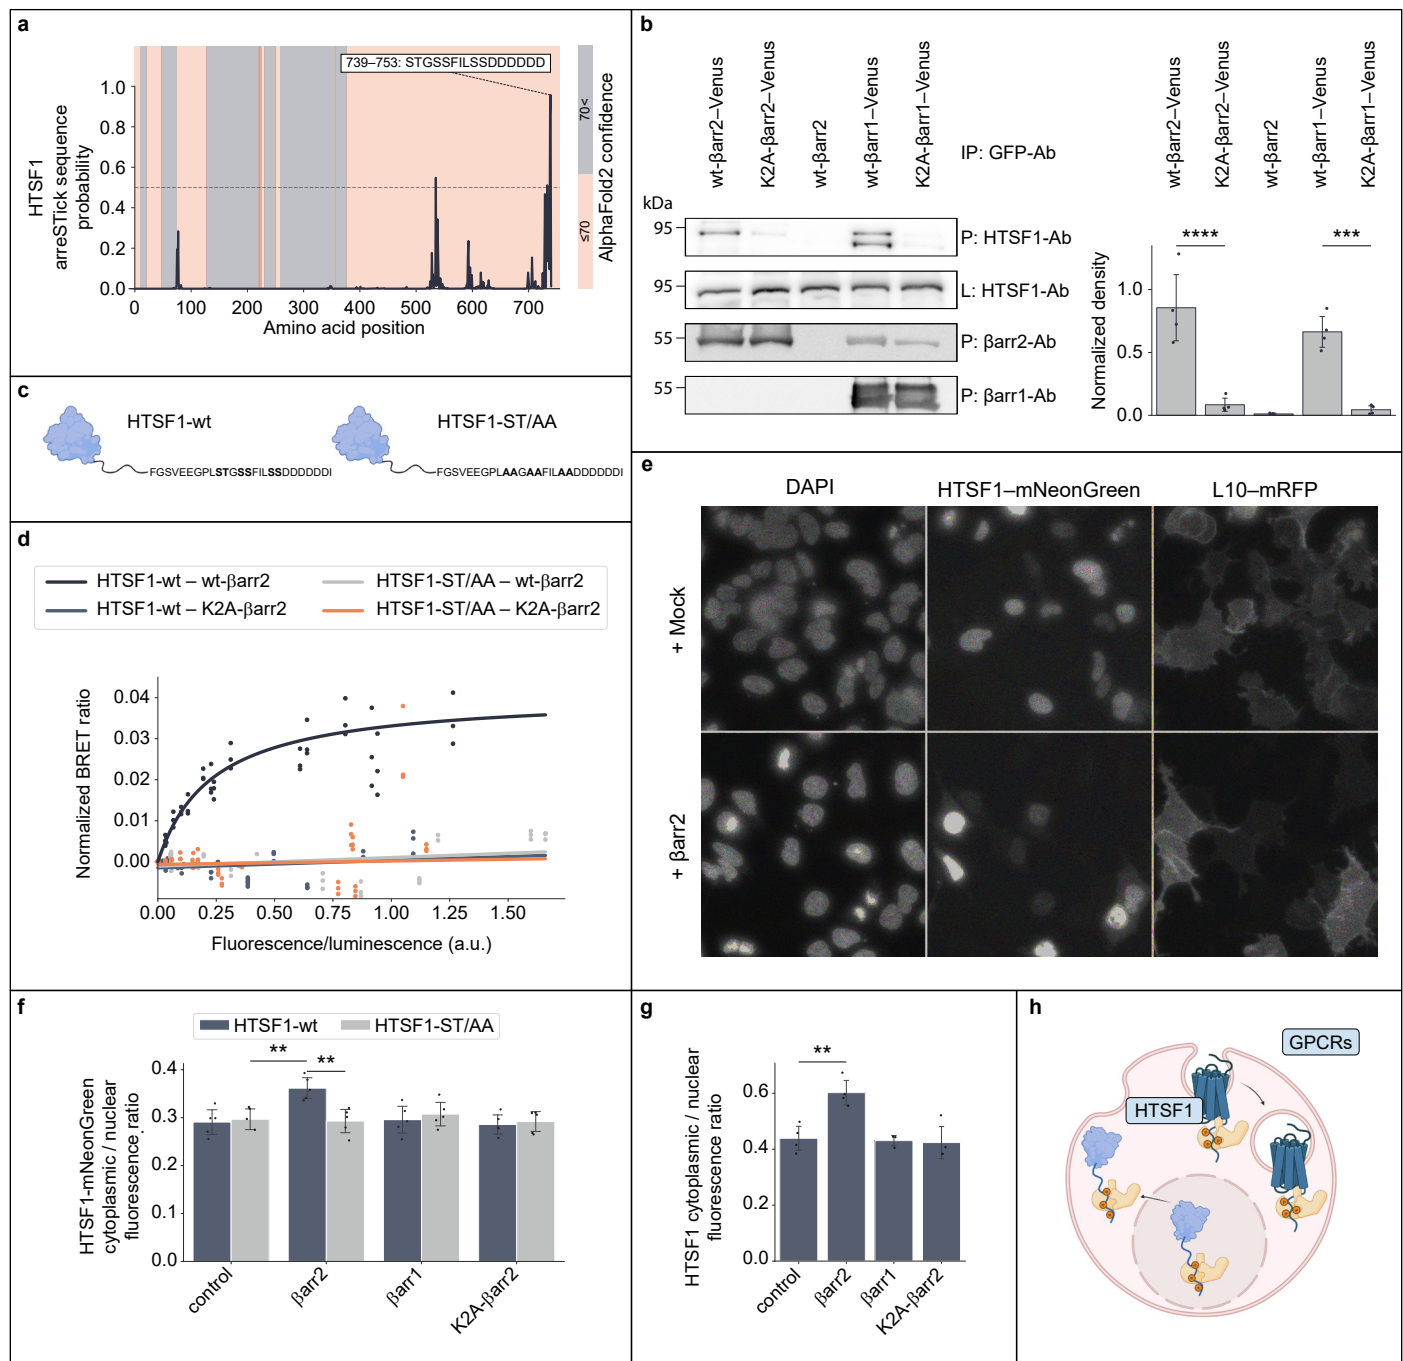 a
739–753: STGSSFILSSDDDDDD
HTSF1
arreSTick sequence
probability
1.0
0.8
0.6
0.4
0.2
0.0
0 100 200 300 400 500 600 700
Amino acid position
70<
≤70
AlphaFold2 confidence
b
wt-βarr2–Venus
K2A-βarr2–Venus
wt-βarr2
wt-βarr1–Venus
K2A-βarr1–Venus
IP: GFP-Ab
kDa
95
P: HTSF1-Ab
95
L: HTSF1-Ab
55
P: βarr2-Ab
55
P: βarr1-Ab
wt-βarr2–Venus
K2A-βarr2–Venus
wt-βarr2
wt-βarr1–Venus
K2A-βarr1–Venus
**** ***
Normalized density
1.0
0.5
0.0
c
HTSF1-wt
FGSVEEGPLSTGSSFILSSDDDDDDI
HTSF1-ST/AA
FGSVEEGPLAAGAAFILAADDDDDDI
d
HTSF1-wt – wt-βarr2
HTSF1-wt – K2A-βarr2
HTSF1-ST/AA – wt-βarr2
HTSF1-ST/AA – K2A-βarr2
Normalized BRET ratio
0.04
0.03
0.02
0.01
0.00
0.00 0.25 0.50 0.75 1.00 1.25 1.50
Fluorescence/luminescence (a.u.)
e
DAPI
HTSF1–mNeonGreen
L10–mRFP
+ Mock
+ βarr2
f
HTSF1-wt
HTSF1-ST/AA
**
**
HTSF1-mNeonGreen
cytoplasmic / nuclear
fluorescence ratio
0.4
0.3
0.2
0.1
0.0
control
βarr2
βarr1
K2A-βarr2
g
**
HTSF1 cytoplasmic / nuclear
fluorescence ratio
0.6
0.4
0.2
0.0
control
βarr2
βarr1
K2A-βarr2
h
GPCRs
HTSF1